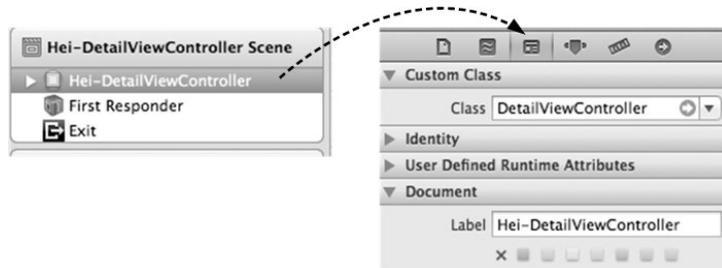 Hei-DetailViewController Scene
Hei-DetailViewController
First Responder
Exit
Custom Class
Class DetailViewController
Identity
User Defined Runtime Attributes
Document
Label Hei-DetailViewController